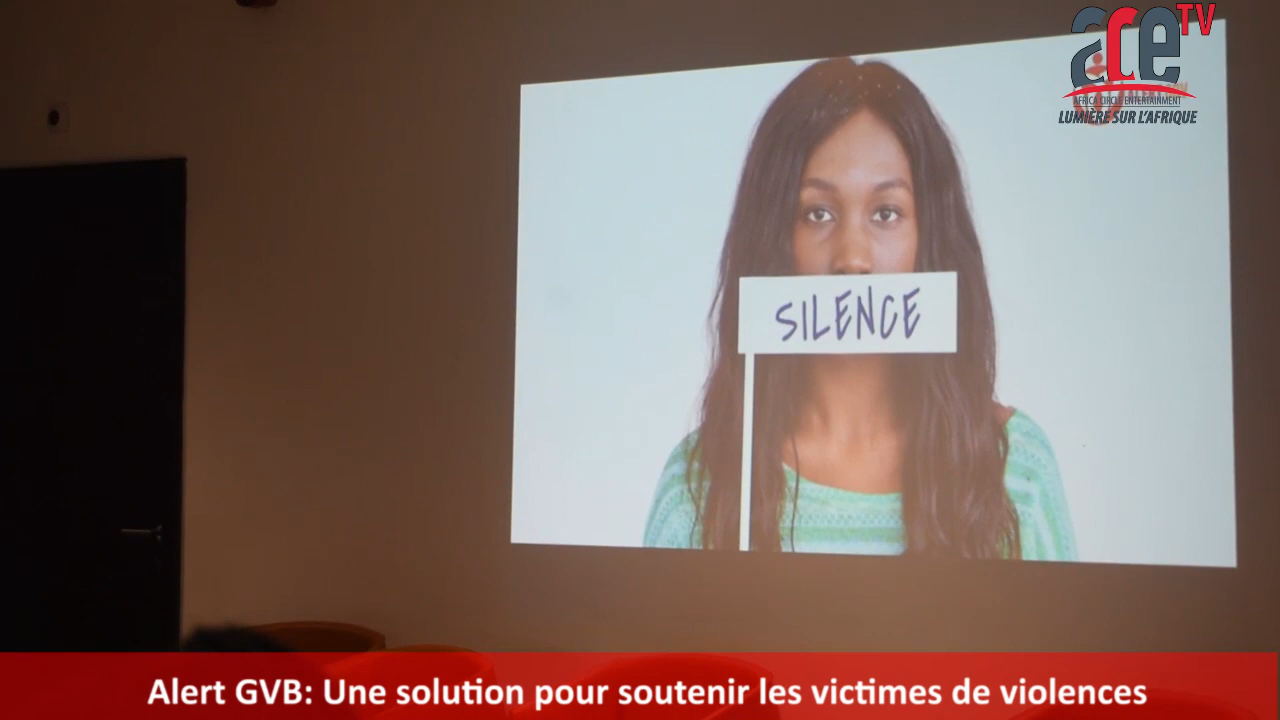 ace TV
AFRICA CIRCLE ENTERTAINMENT
LUMIÈRE SUR L'AFRIQUE
SILENCE
Alert GVB: Une solution pour soutenir les victimes de violences